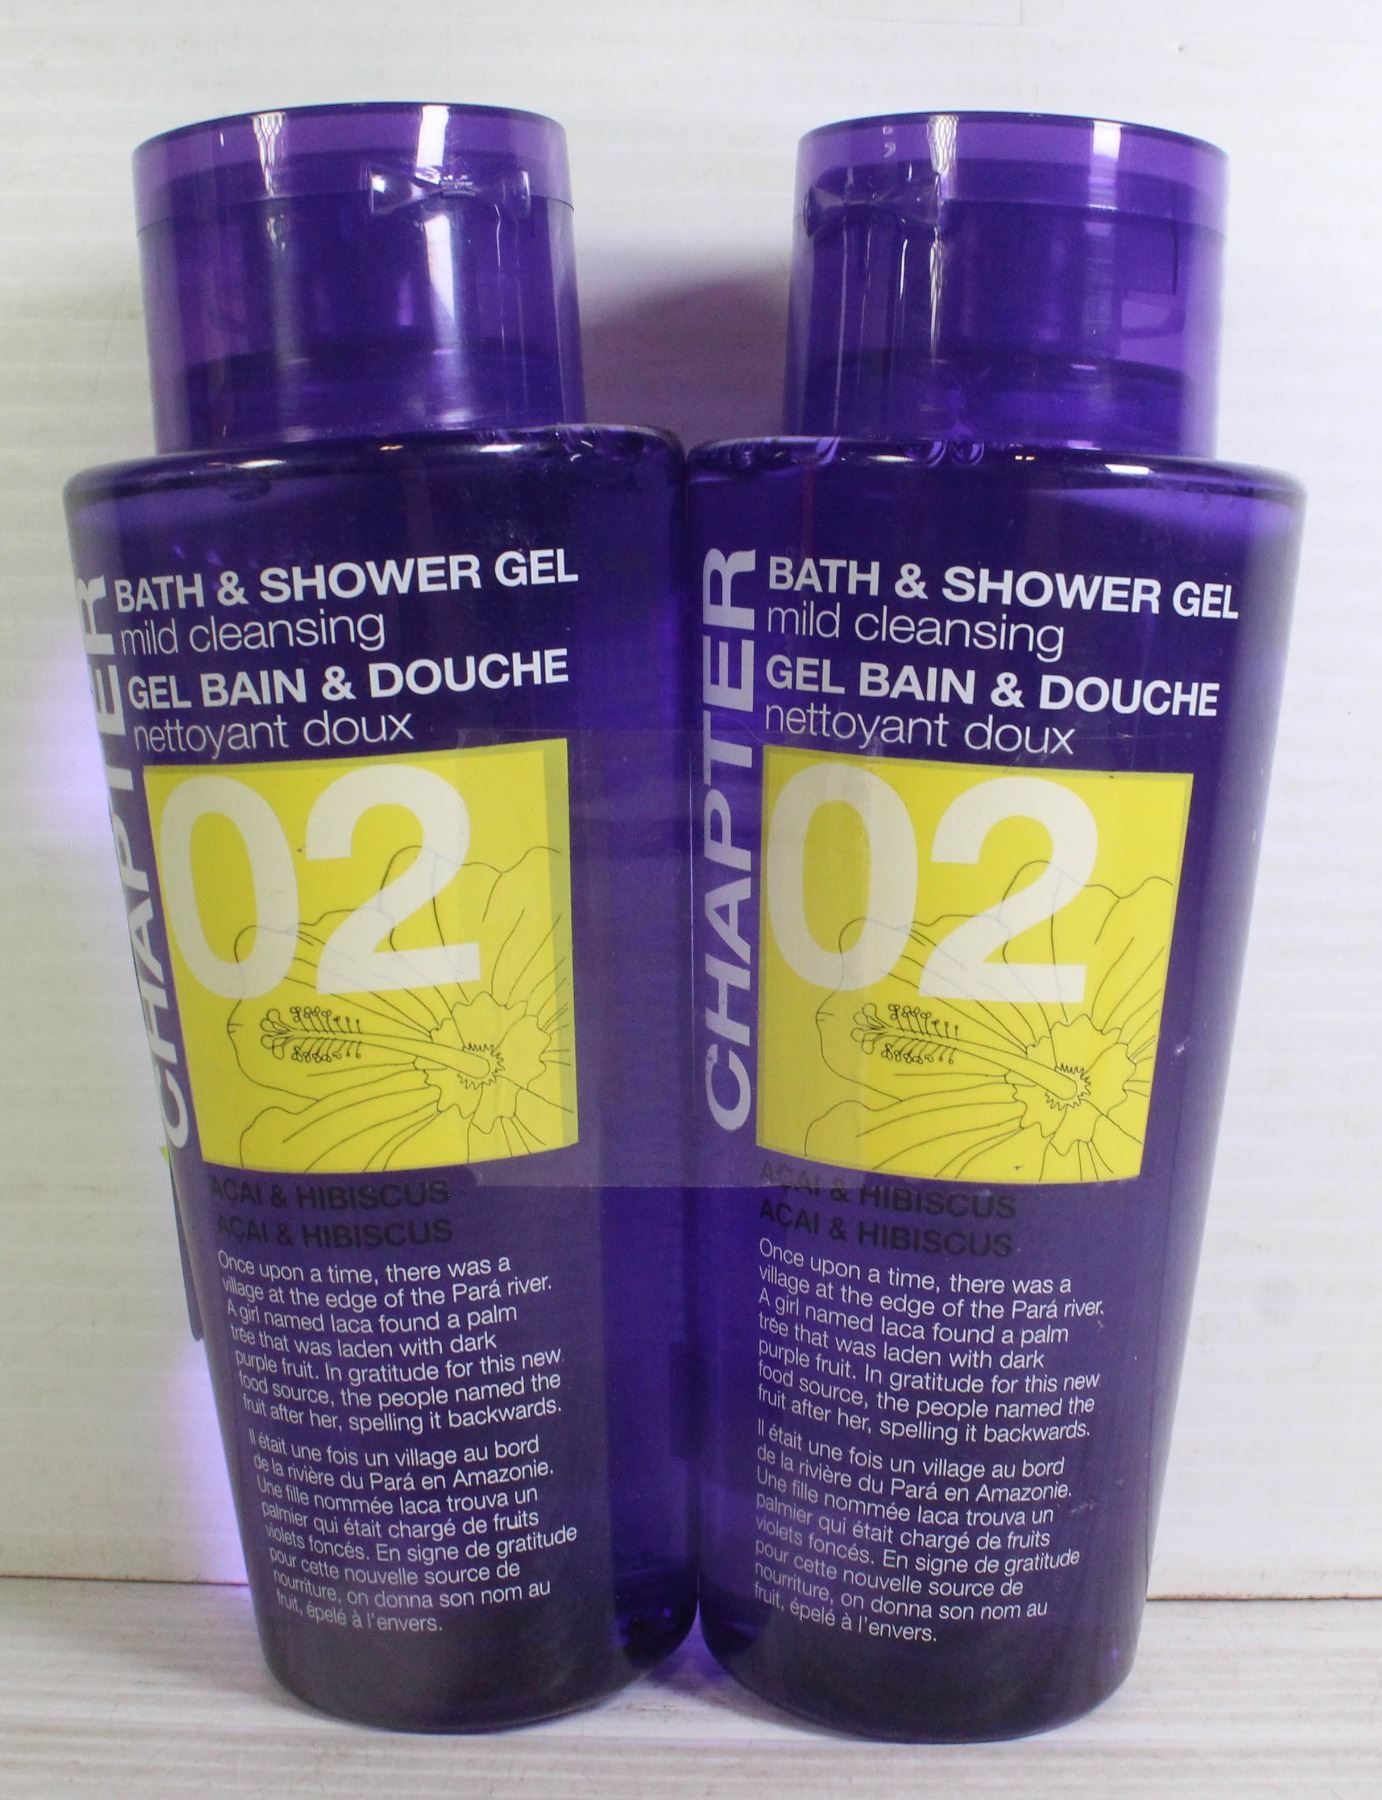 CHAPTER
BATH & SHOWER GEL
mild cleansing
GEL BAIN & DOUCHE
nettoyant doux
02
AÇAI & HIBISCUS
AÇAI & HIBISCUS
Once upon a time, there was a
village at the edge of the Pará river.
A girl named Iaca found a palm
tree that was laden with dark
purple fruit. In gratitude for this new
food source, the people named the
fruit after her, spelling it backwards.
Il était une fois un village au bord
de la rivière du Pará en Amazonie.
Une fille nommée Iaca trouva un
palmier qui était chargé de fruits
violets foncés. En signe de gratitude
pour cette nouvelle source de
nourriture, on donna son nom au
fruit, épelé à l'envers.
CHAPTER
BATH & SHOWER GEL
mild cleansing
GEL BAIN & DOUCHE
nettoyant doux
02
AÇAI & HIBISCUS
AÇAI & HIBISCUS
Once upon a time, there was a
village at the edge of the Pará river.
A girl named Iaca found a palm
tree that was laden with dark
purple fruit. In gratitude for this new
food source, the people named the
fruit after her, spelling it backwards.
Il était une fois un village au bord
de la rivière du Pará en Amazonie.
Une fille nommée Iaca trouva un
palmier qui était chargé de fruits
violets foncés. En signe de gratitude
pour cette nouvelle source de
nourriture, on donna son nom au
fruit, épelé à l'envers.